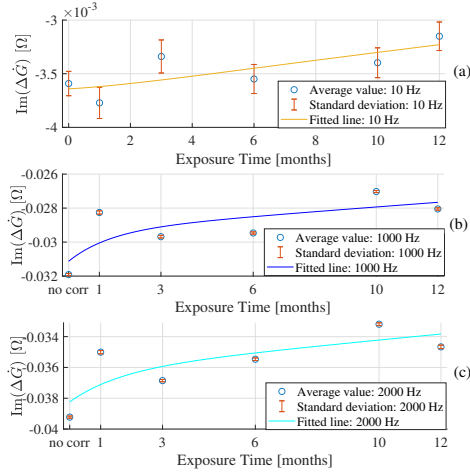 ×10⁻³
-3
-3.5
-4
Im(ΔĠ) [Ω]
0 2 4 6 8 10 12
Exposure Time [months]
(a)
Average value: 10 Hz
Standard deviation: 10 Hz
Fitted line: 10 Hz
-0.026
-0.028
-0.03
-0.032
Im(ΔĠ) [Ω]
no corr 1 3 6 10 12
Exposure Time [months]
(b)
Average value: 1000 Hz
Standard deviation: 1000 Hz
Fitted line: 1000 Hz
-0.034
-0.036
-0.038
-0.04
Im(ΔĠ) [Ω]
no corr 1 3 6 10 12
Exposure Time [months]
(c)
Average value: 2000 Hz
Standard deviation: 2000 Hz
Fitted line: 2000 Hz